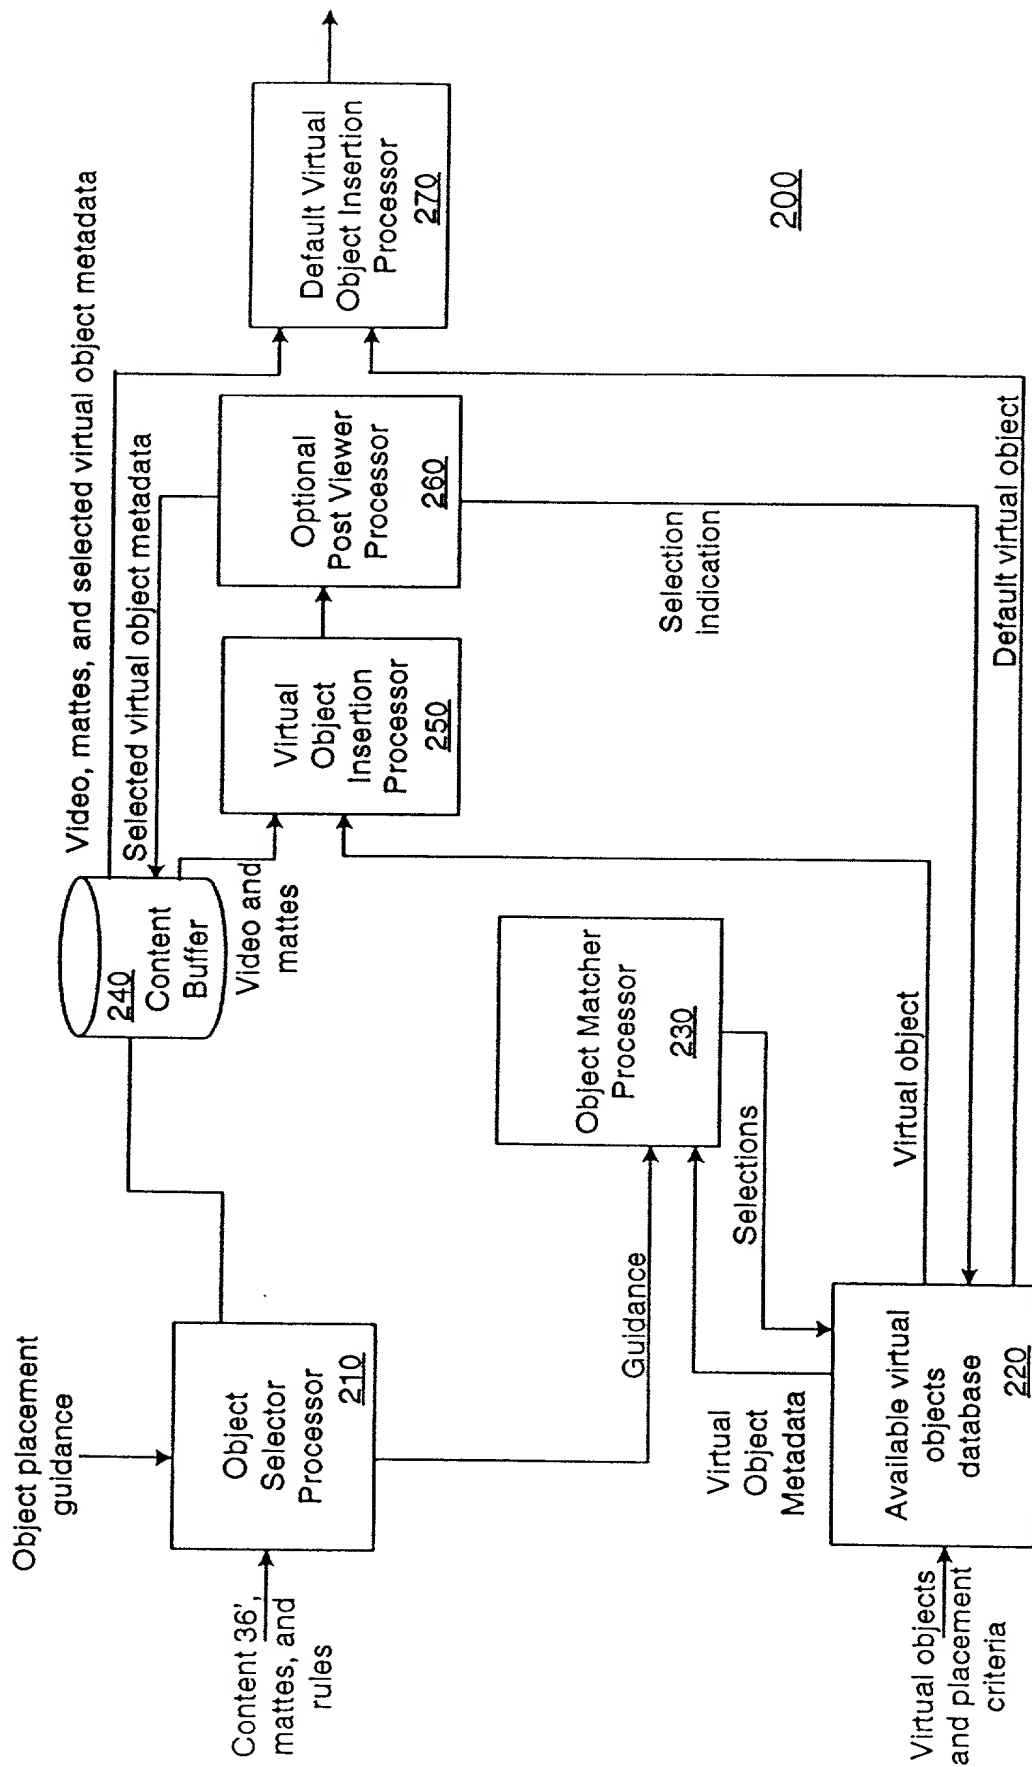 Object placement
guidance
Content 36',
mattes, and
rules
Object
Selector
Processor
210
240
Content
Buffer
Video, mattes, and selected virtual object metadata
Selected virtual object metadata
Video and
mattes
Virtual
Object
Insertion
Processor
250
Optional
Post Viewer
Processor
260
Default Virtual
Object Insertion
Processor
270
Guidance
Object Matcher
Processor
230
Selections
Virtual
Object
Metadata
Selection
indication
Virtual object
Default virtual object
Virtual objects
and placement
criteria
Available virtual
objects
database
220
200